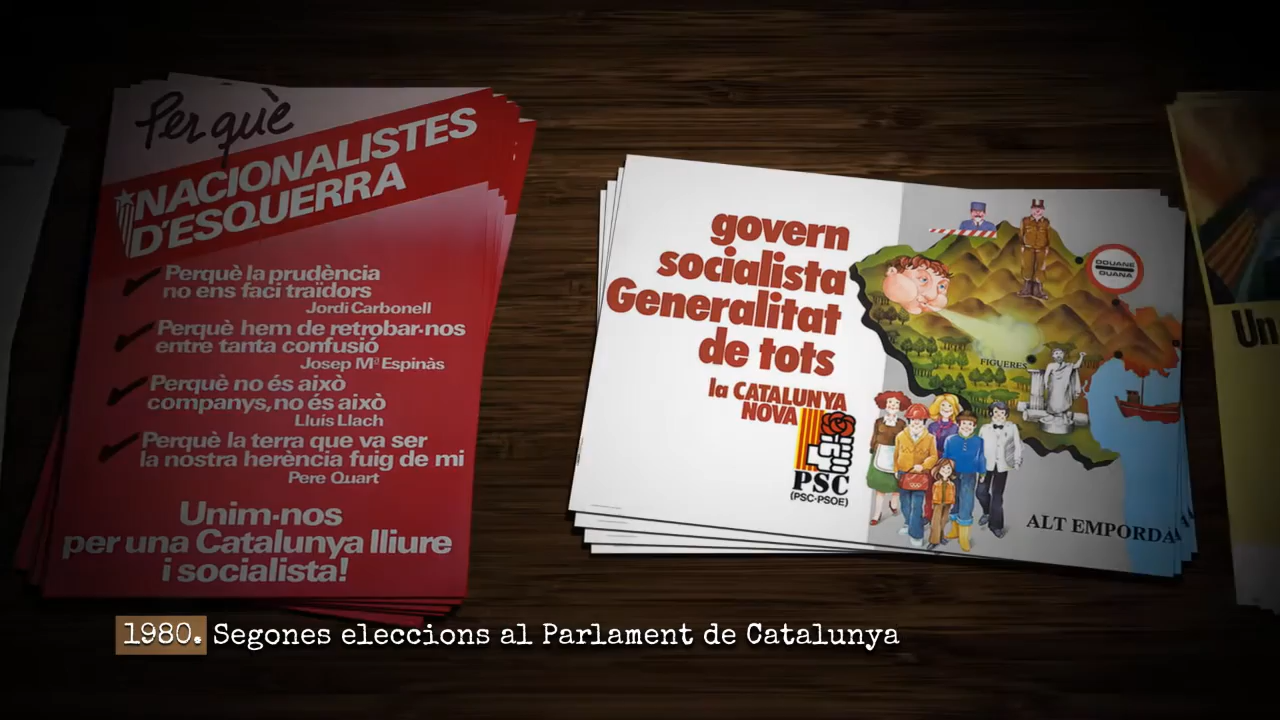 Per què
NACIONALISTES
D'ESQUERRA
Perquè la prudència
no ens faci traïdors
Jordi Carbonell
Perquè hem de retrobar·nos
entre tanta confusió
Josep Mª Espinàs
Perquè no és això
companys, no és això
Lluis Llach
Perquè la terra que va ser
la nostra herència fuig de mi
Pere Quart
Unim·nos
per una Catalunya lliure
i socialista!
govern
socialista
Generalitat
de tots
la CATALUNYA
NOVA
PSC
(PSC-PSOE)
DOUANE
DUANA
FIGUERES
ALT EMPORDÀ
Un
1980. Segones eleccions al Parlament de Catalunya